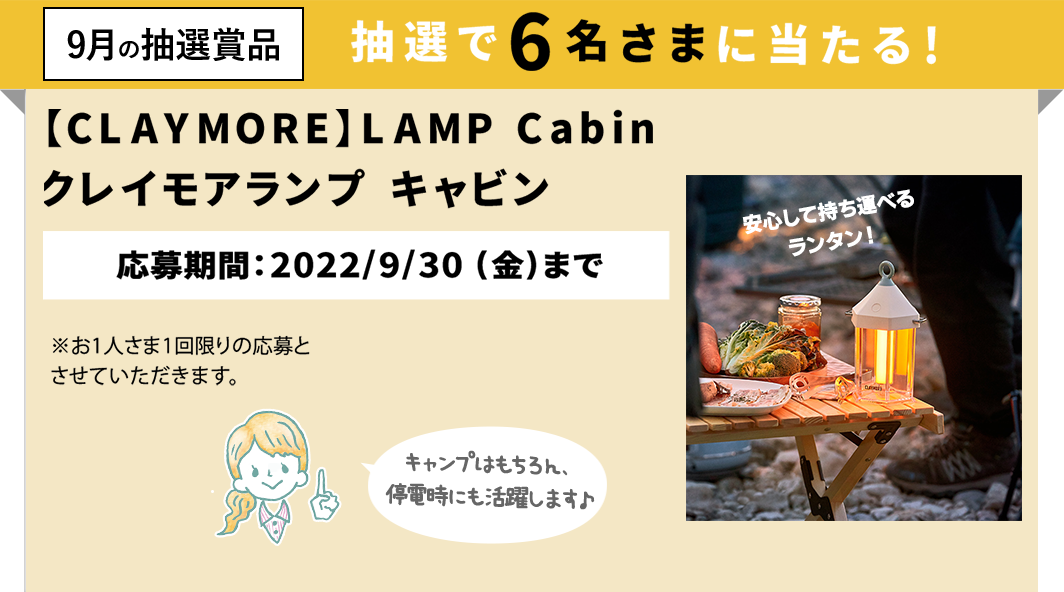 9月の抽選賞品
抽選で6名さまに当たる!
【CLAYMORE】LAMP Cabin
クレイモアランプ キャビン
応募期間：2022/9/30 (金)まで
※お1人さま1回限りの応募と
させていただきます。
安心して持ち運べる
ランタン!
CLAYMORE
キャンプはもちろん、
停電時にも活躍します♪